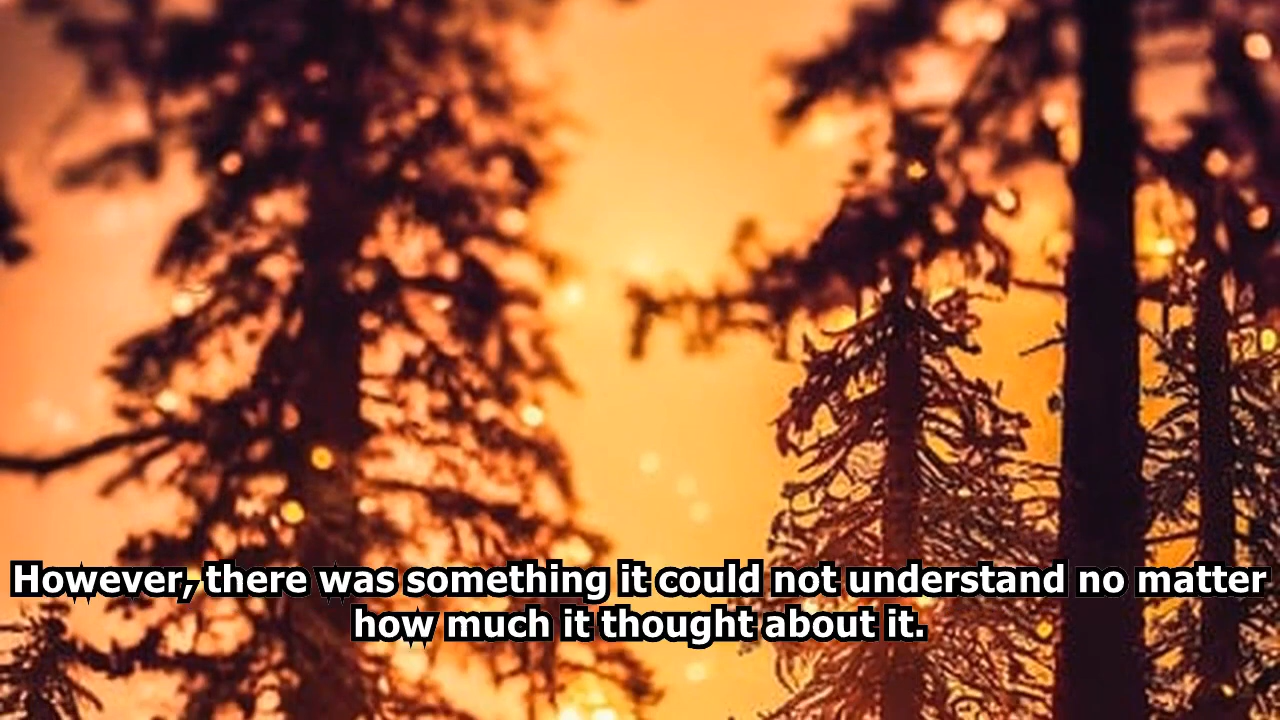 However, there was something it could not understand no matter
how much it thought about it.